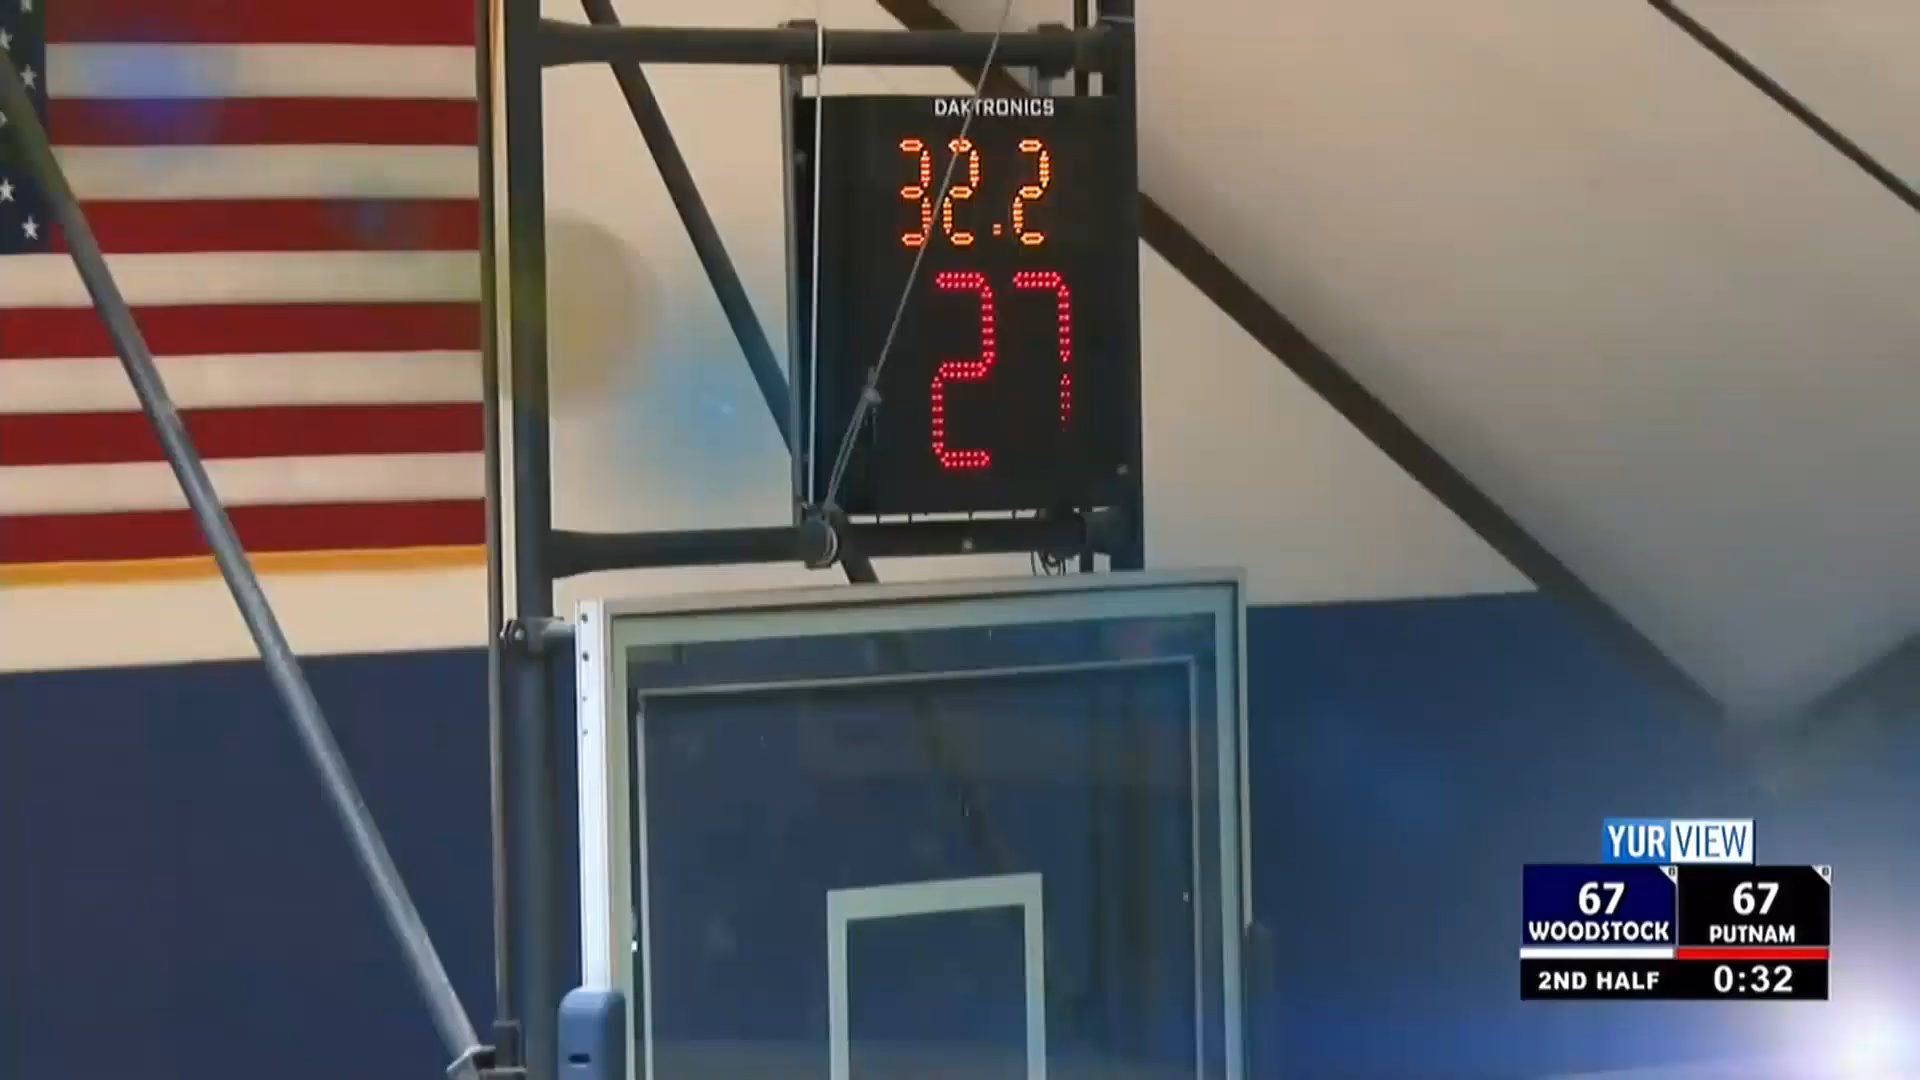 DAKTRONICS
32.2
27
YURVIEW
67 67
WOODSTOCK PUTNAM
2ND HALF 0:32